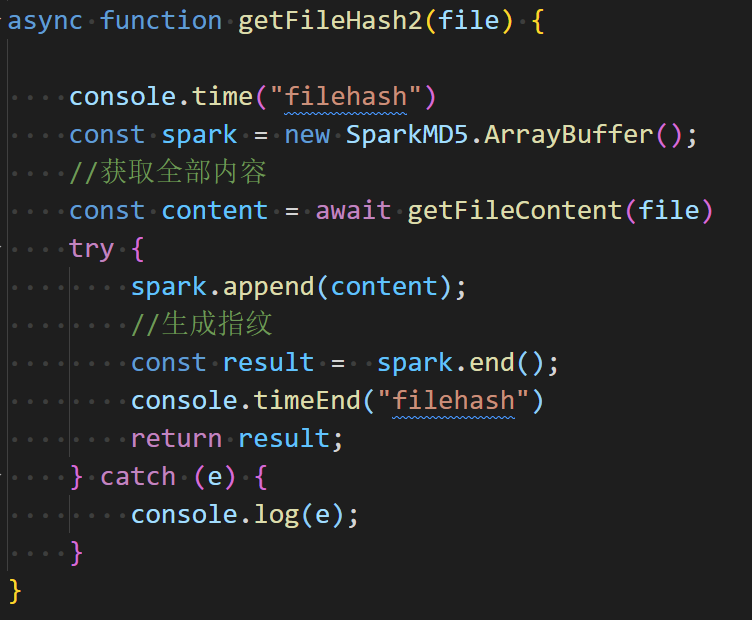 async function getFileHash2(file) {
console.time("filehash")
const spark = new SparkMD5.ArrayBuffer();
//获取全部内容
const content = await getFileContent(file)
try {
spark.append(content);
//生成指纹
const result =  spark.end();
console.timeEnd("filehash")
return result;
} catch (e) {
console.log(e);
}
}